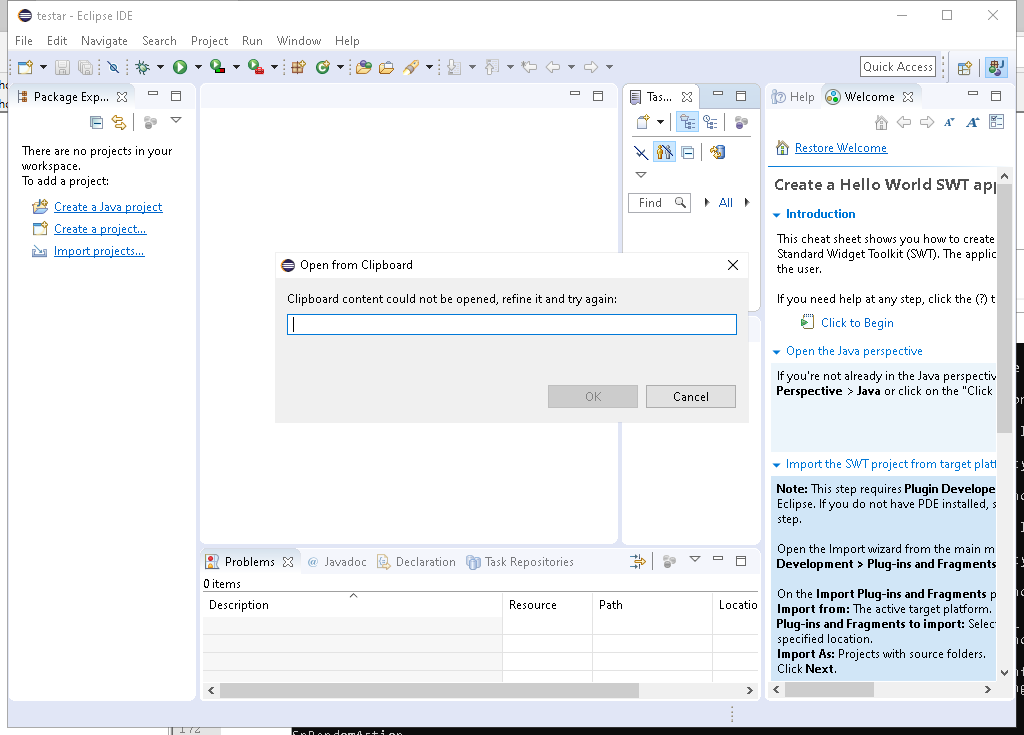 testar - Eclipse IDE
File Edit Navigate Search Project Run Window Help
Quick Access
Package Exp...
There are no projects in your
workspace.
To add a project:
Create a Java project
Create a project...
Import projects...
Tas...
Find
All
Help
Welcome
Restore Welcome
Create a Hello World SWT app
Introduction
This cheat sheet shows you how to create
Standard Widget Toolkit (SWT). The applic
the user.
If you need help at any step, click the (?) t
Click to Begin
Open the Java perspective
If you're not already in the Java perspectiv
Perspective > Java or click on the "Click
Import the SWT project from target platf
Note: This step requires Plugin Develope
Eclipse. If you do not have PDE installed, s
step.
Open the Import wizard from the main m
Development > Plug-ins and Fragments
On the Import Plug-ins and Fragments p
Import from: The active target platform.
Plug-ins and Fragments to import: Selec
specified location.
Import As: Projects with source folders.
Click Next.
Open from Clipboard
Clipboard content could not be opened, refine it and try again:
OK
Cancel
Problems
@ Javadoc
Declaration
Task Repositories
0 items
Description
Resource
Path
Locatio
172